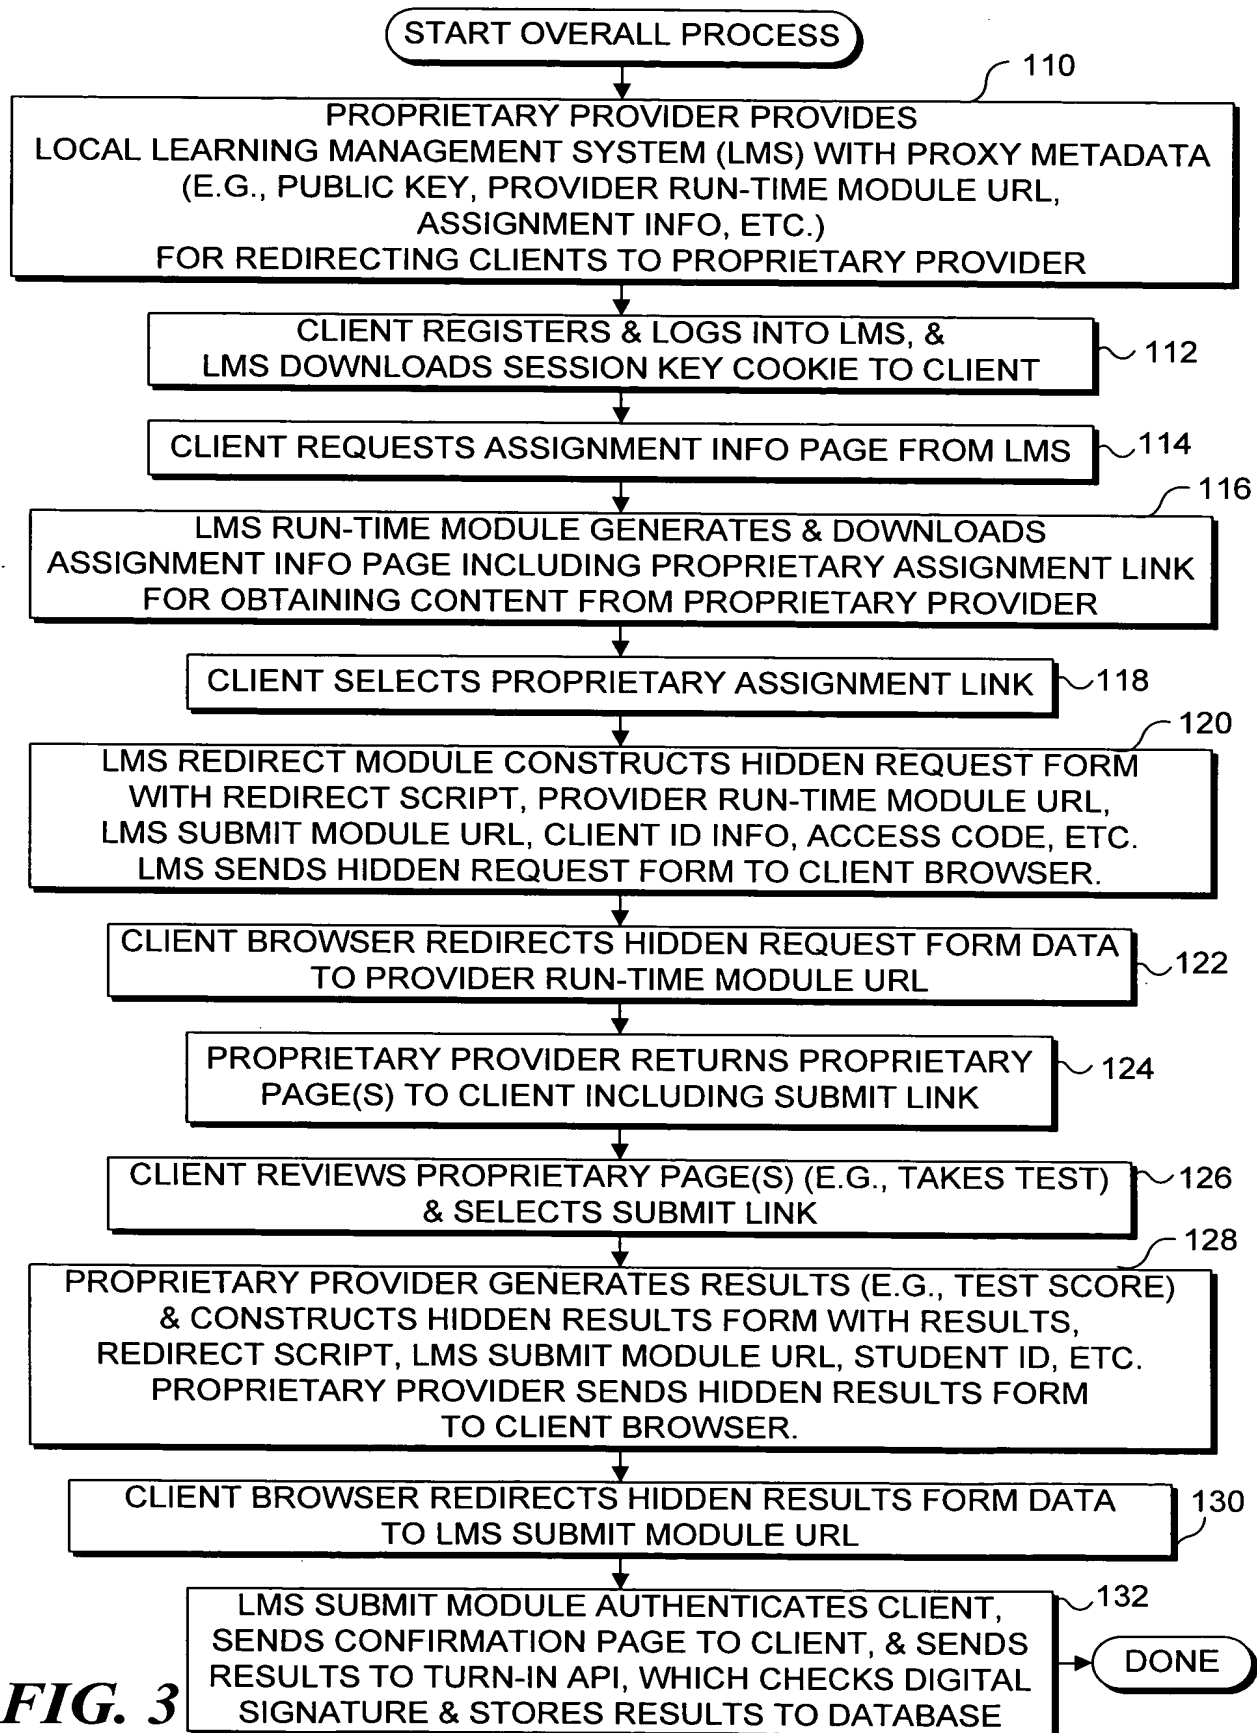 START OVERALL PROCESS
110
PROPRIETARY PROVIDER PROVIDES
LOCAL LEARNING MANAGEMENT SYSTEM (LMS) WITH PROXY METADATA
(E.G., PUBLIC KEY, PROVIDER RUN-TIME MODULE URL,
ASSIGNMENT INFO, ETC.)
FOR REDIRECTING CLIENTS TO PROPRIETARY PROVIDER
CLIENT REGISTERS & LOGS INTO LMS, &
LMS DOWNLOADS SESSION KEY COOKIE TO CLIENT
112
CLIENT REQUESTS ASSIGNMENT INFO PAGE FROM LMS
114
116
LMS RUN-TIME MODULE GENERATES & DOWNLOADS
ASSIGNMENT INFO PAGE INCLUDING PROPRIETARY ASSIGNMENT LINK
FOR OBTAINING CONTENT FROM PROPRIETARY PROVIDER
CLIENT SELECTS PROPRIETARY ASSIGNMENT LINK
118
120
LMS REDIRECT MODULE CONSTRUCTS HIDDEN REQUEST FORM
WITH REDIRECT SCRIPT, PROVIDER RUN-TIME MODULE URL,
LMS SUBMIT MODULE URL, CLIENT ID INFO, ACCESS CODE, ETC.
LMS SENDS HIDDEN REQUEST FORM TO CLIENT BROWSER.
CLIENT BROWSER REDIRECTS HIDDEN REQUEST FORM DATA
TO PROVIDER RUN-TIME MODULE URL
122
PROPRIETARY PROVIDER RETURNS PROPRIETARY
PAGE(S) TO CLIENT INCLUDING SUBMIT LINK
124
CLIENT REVIEWS PROPRIETARY PAGE(S) (E.G., TAKES TEST)
& SELECTS SUBMIT LINK
126
128
PROPRIETARY PROVIDER GENERATES RESULTS (E.G., TEST SCORE)
& CONSTRUCTS HIDDEN RESULTS FORM WITH RESULTS,
REDIRECT SCRIPT, LMS SUBMIT MODULE URL, STUDENT ID, ETC.
PROPRIETARY PROVIDER SENDS HIDDEN RESULTS FORM
TO CLIENT BROWSER.
CLIENT BROWSER REDIRECTS HIDDEN RESULTS FORM DATA
TO LMS SUBMIT MODULE URL
130
LMS SUBMIT MODULE AUTHENTICATES CLIENT,
SENDS CONFIRMATION PAGE TO CLIENT, & SENDS
RESULTS TO TURN-IN API, WHICH CHECKS DIGITAL
SIGNATURE & STORES RESULTS TO DATABASE
132
DONE
FIG. 3